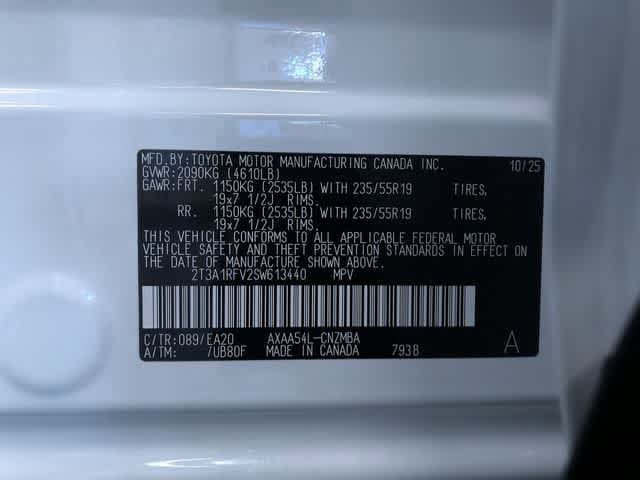 MFD. BY: TOYOTA MOTOR MANUFACTURING CANADA INC. 10/25
GVWR: 2090KG (4610LB)
GAWR: FRT. 1150KG (2535LB) WITH 235/55R19 TIRES,
19x7 1/2J RIMS.
RR. 1150KG (2535LB) WITH 235/55R19 TIRES,
19x7 1/2J RIMS.
THIS VEHICLE CONFORMS TO ALL APPLICABLE FEDERAL MOTOR
VEHICLE SAFETY AND THEFT PREVENTION STANDARDS IN EFFECT ON
THE DATE OF MANUFACTURE SHOWN ABOVE.
2T3A1RFV2SW613440 MPV
C/TR: 089/EA20 AXAA54L-CNZMBA
A/TM: /UB80F MADE IN CANADA 793B A